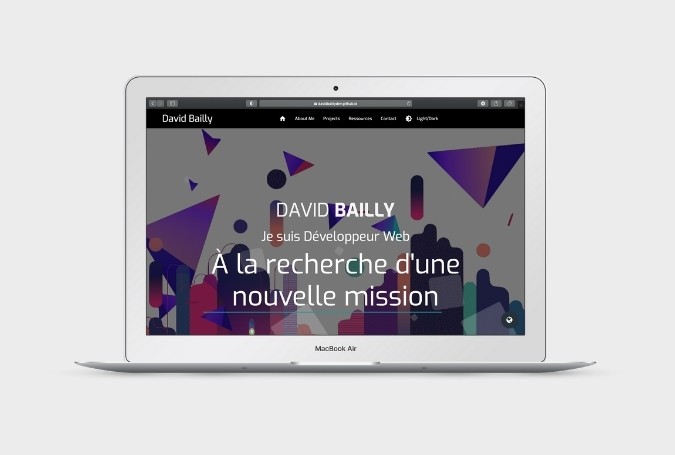 David Bailly
About Me Projects Ressources Contact Light/Dark
DAVID BAILLY
Je suis Développeur Web
À la recherche d'une
nouvelle mission
MacBook Air